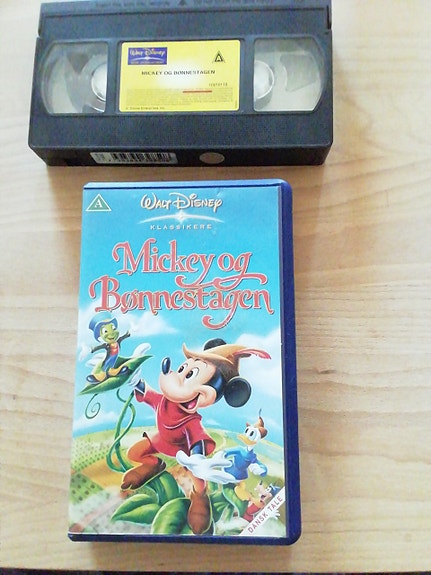 Walt Disney
MICKEY OG BØNNESTAGEN
A
A
WALT DISNEY
KLASSIKERE
Mickey og
Bønnestagen
DANSK TALE